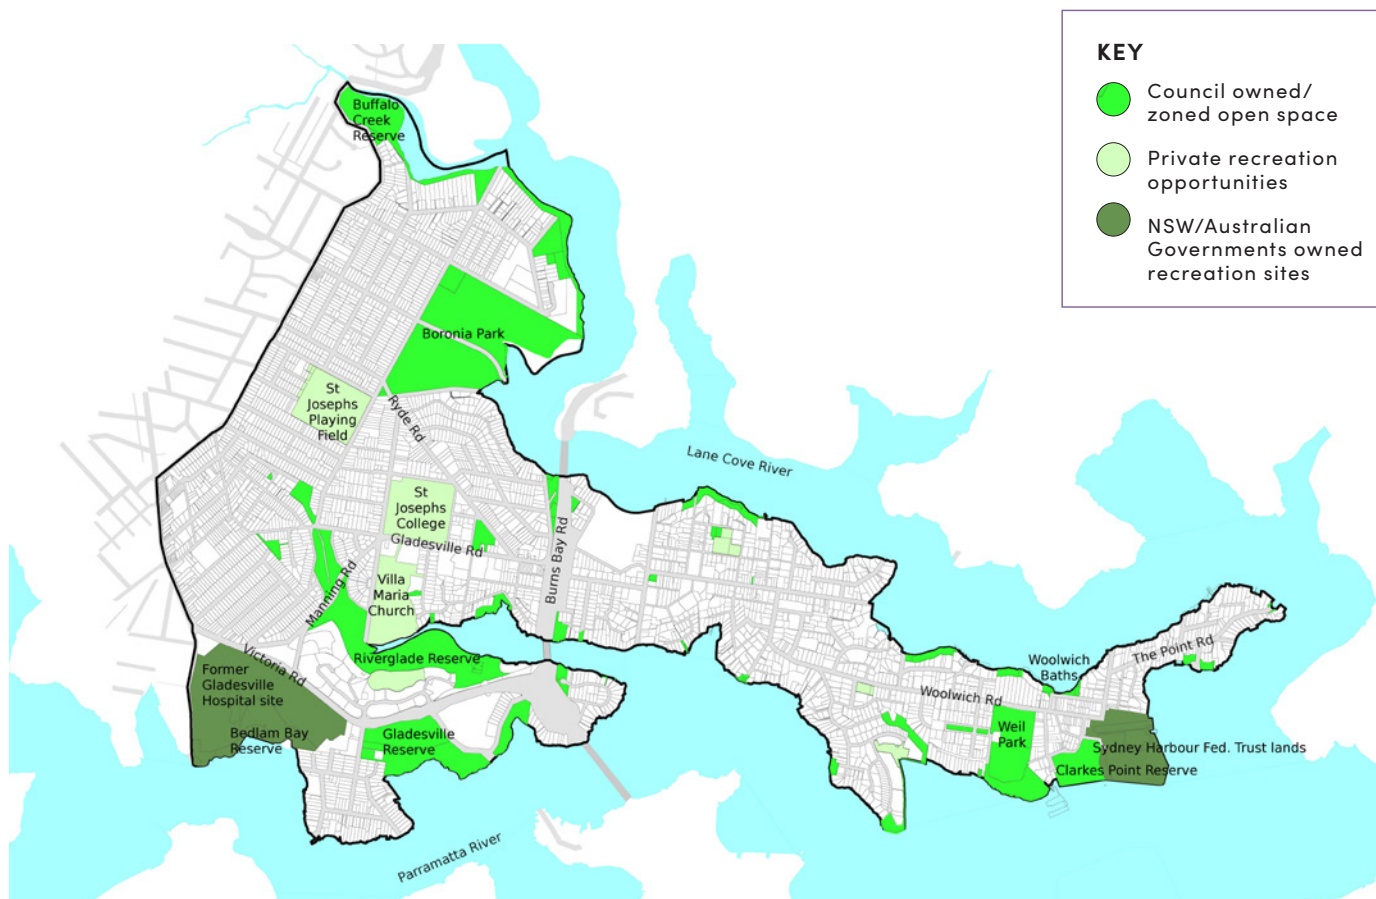 KEY
Council owned/
zoned open space
Private recreation
opportunities
NSW/Australian
Governments owned
recreation sites
Buffalo
Creek
Reserve
Boronia Park
St
Josephs
Playing
Field
Ryde Rd
Lane Cove River
St
Josephs
College
Gladesville Rd
Burns Bay Rd
Manning Rd
Villa
Maria
Church
Victoria Rd
Riverglade Reserve
Former
Gladesville
Hospital site
Bedlam Bay
Reserve
Gladesville
Reserve
Parramatta River
The Point Rd
Woolwich
Baths
Woolwich Rd
Weil
Park
Sydney Harbour Fed. Trust lands
Clarkes Point Reserve